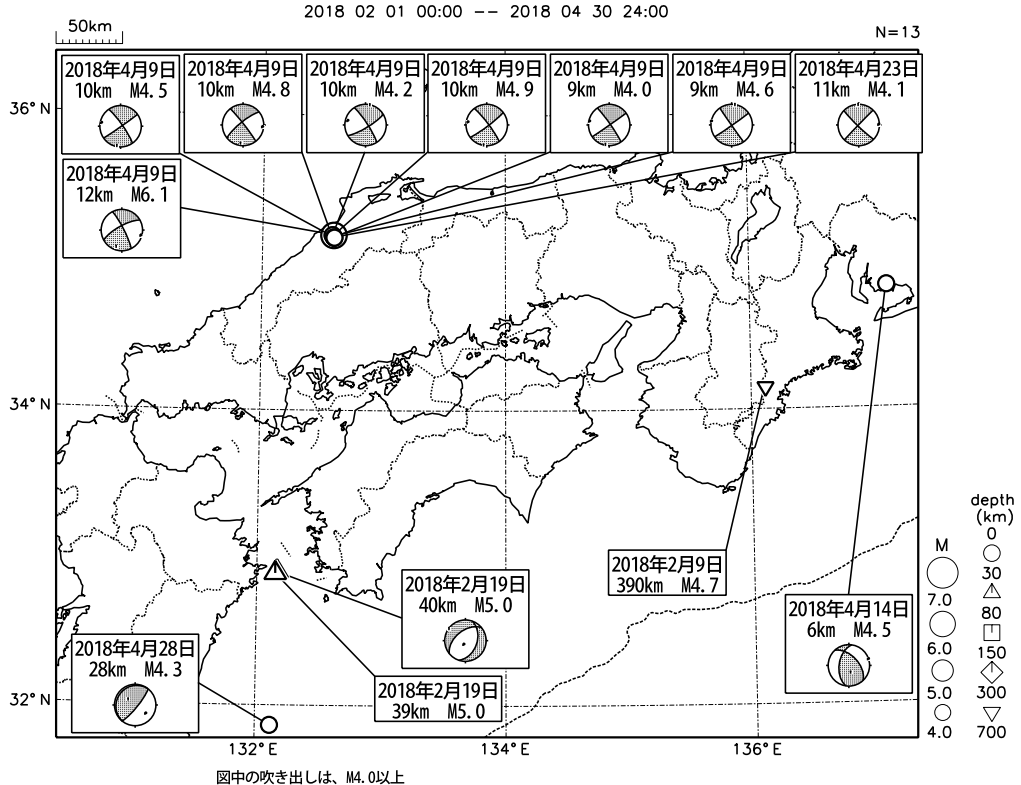 2018 02 01 00:00 -- 2018 04 30 24:00
50km
N=13
2018年4月9日
10km M4.5
2018年4月9日
10km M4.8
2018年4月9日
10km M4.2
2018年4月9日
10km M4.9
2018年4月9日
9km M4.0
2018年4月9日
9km M4.6
2018年4月23日
11km M4.1
36°N
2018年4月9日
12km M6.1
34°N
2018年2月9日
390km M4.7
2018年2月19日
40km M5.0
2018年4月14日
6km M4.5
2018年4月28日
28km M4.3
2018年2月19日
39km M5.0
32°N
132°E
134°E
136°E
M
7.0
6.0
5.0
4.0
depth
(km)
0
30
80
150
300
700
図中の吹き出しは、M4.0以上